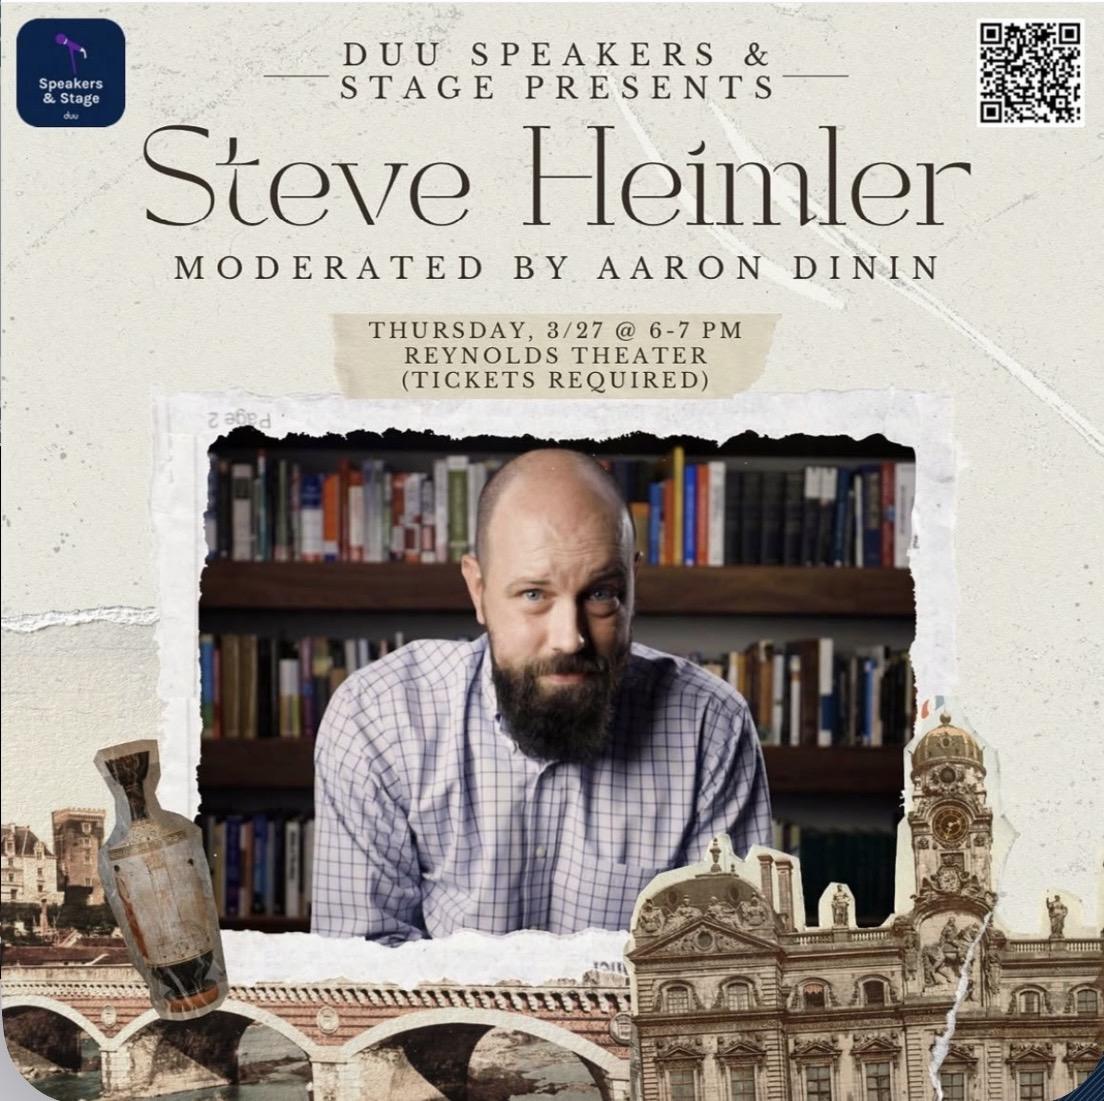 Speakers
& Stage
duu
DUU SPEAKERS &
STAGE PRESENTS
Steve Heimler
MODERATED BY AARON DININ
THURSDAY, 3/27 @ 6-7 PM
REYNOLDS THEATER
(TICKETS REQUIRED)
Page 2